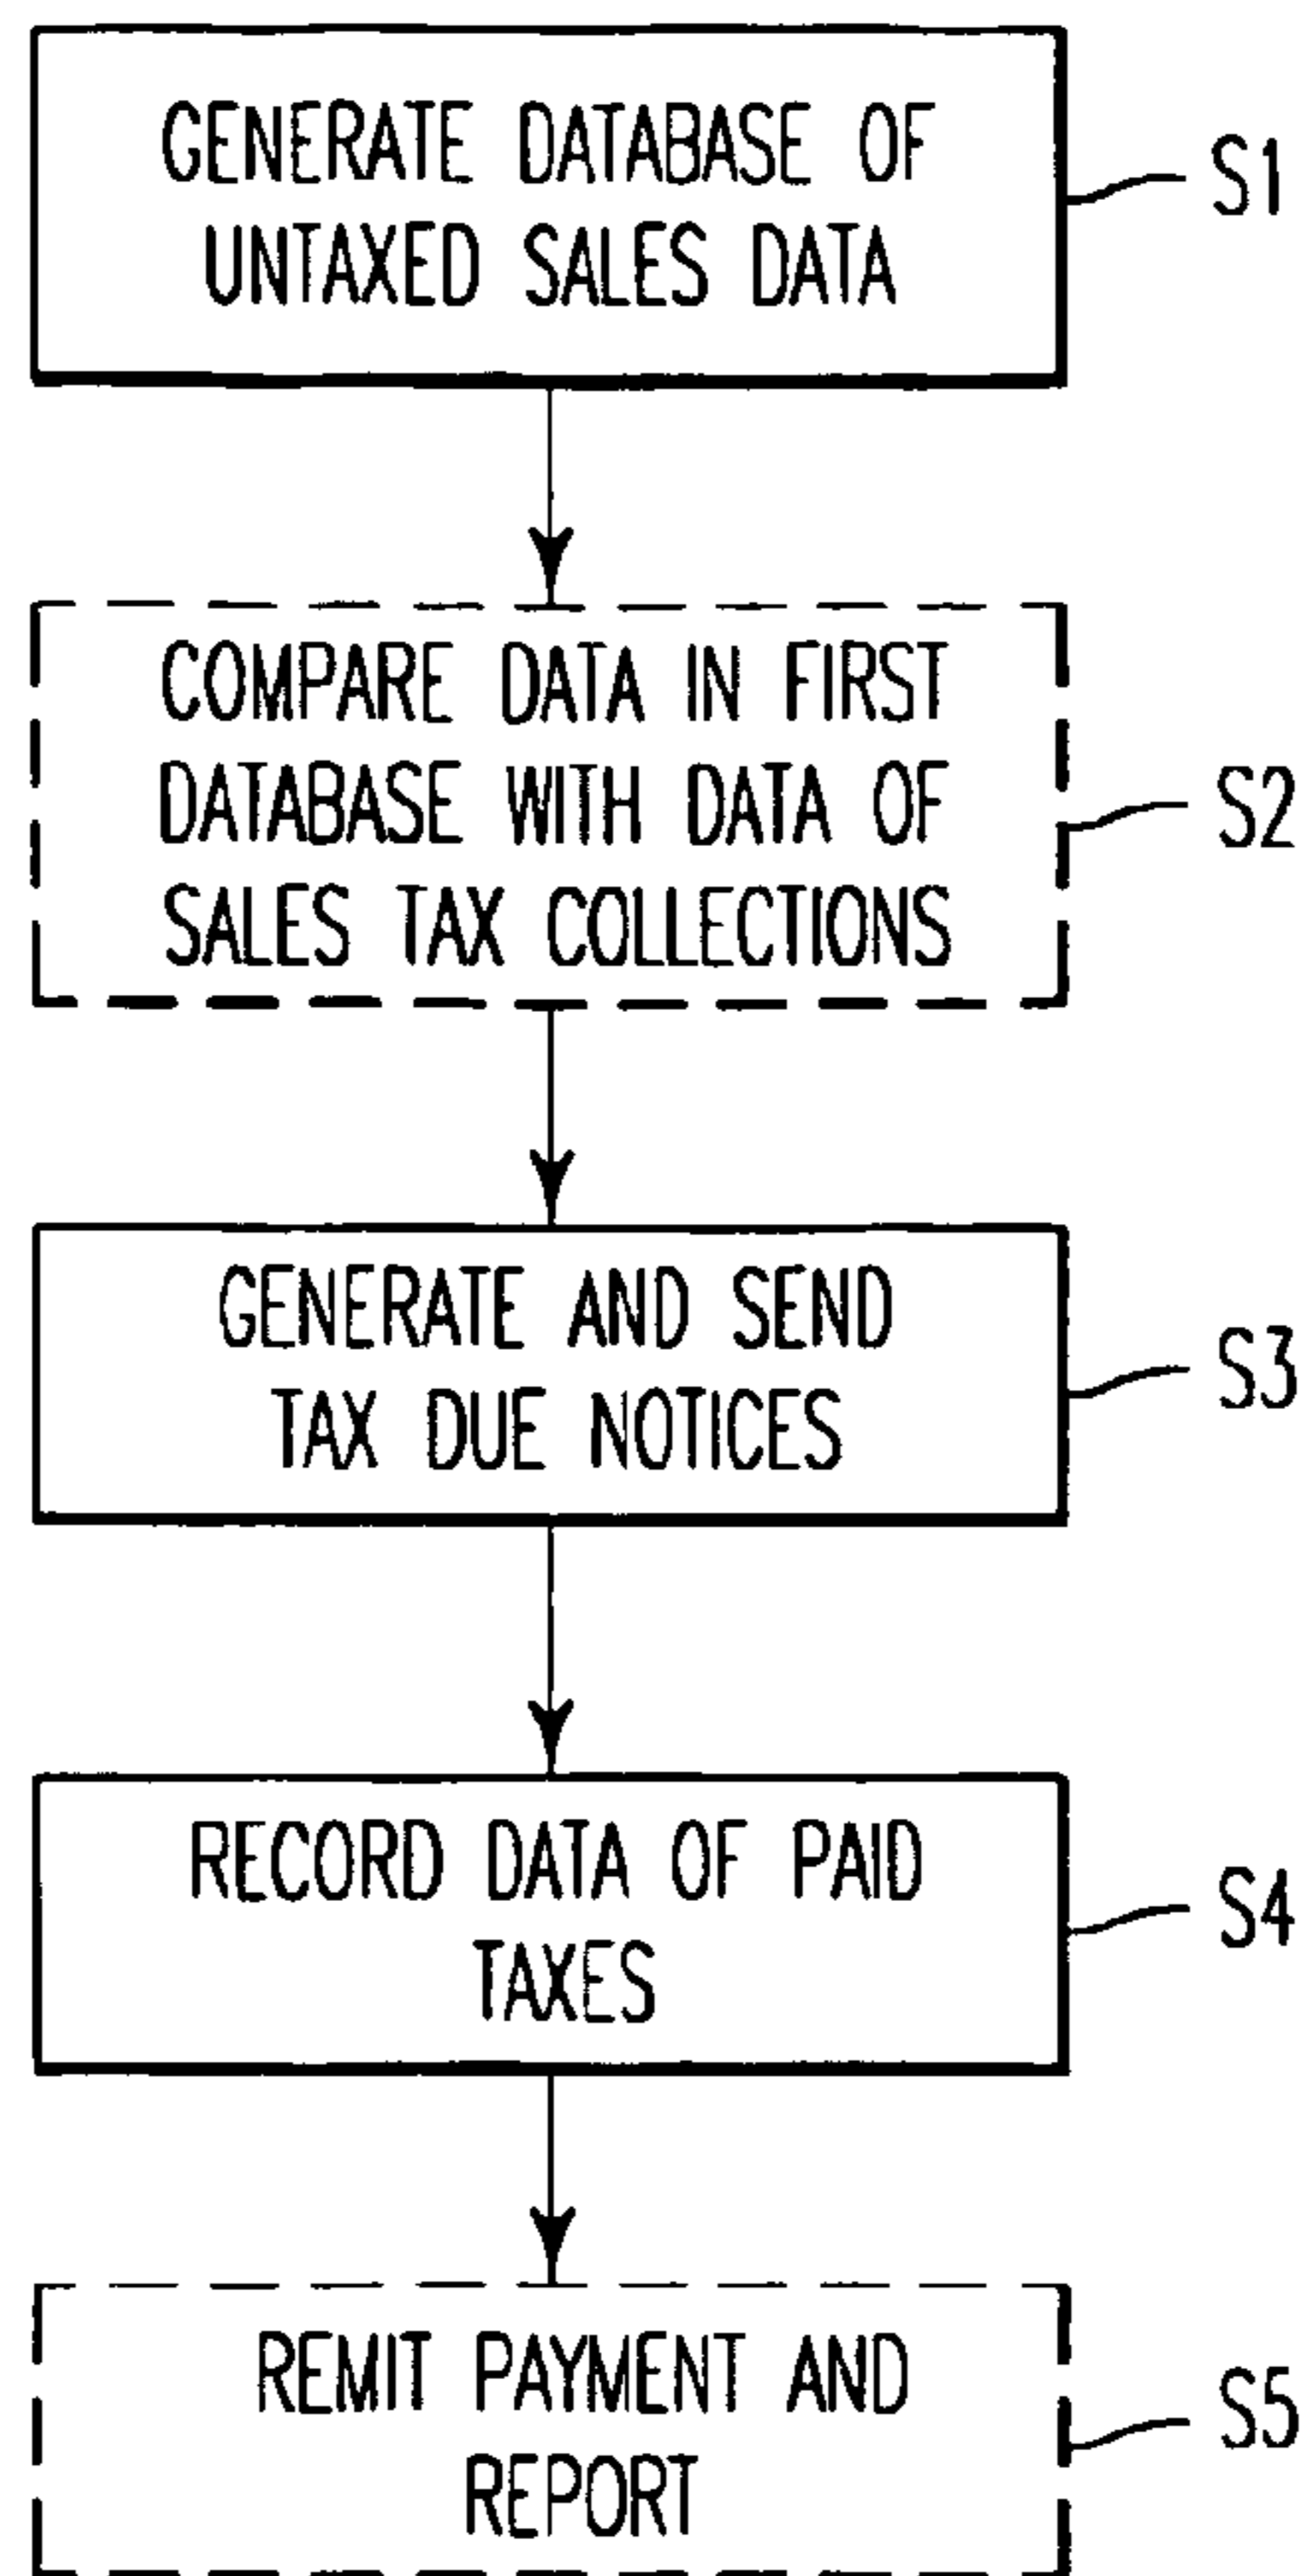 GENERATE DATABASE OF
UNTAXED SALES DATA
S1
COMPARE DATA IN FIRST
DATABASE WITH DATA OF
SALES TAX COLLECTIONS
S2
GENERATE AND SEND
TAX DUE NOTICES
S3
RECORD DATA OF PAID
TAXES
S4
REMIT PAYMENT AND
REPORT
S5